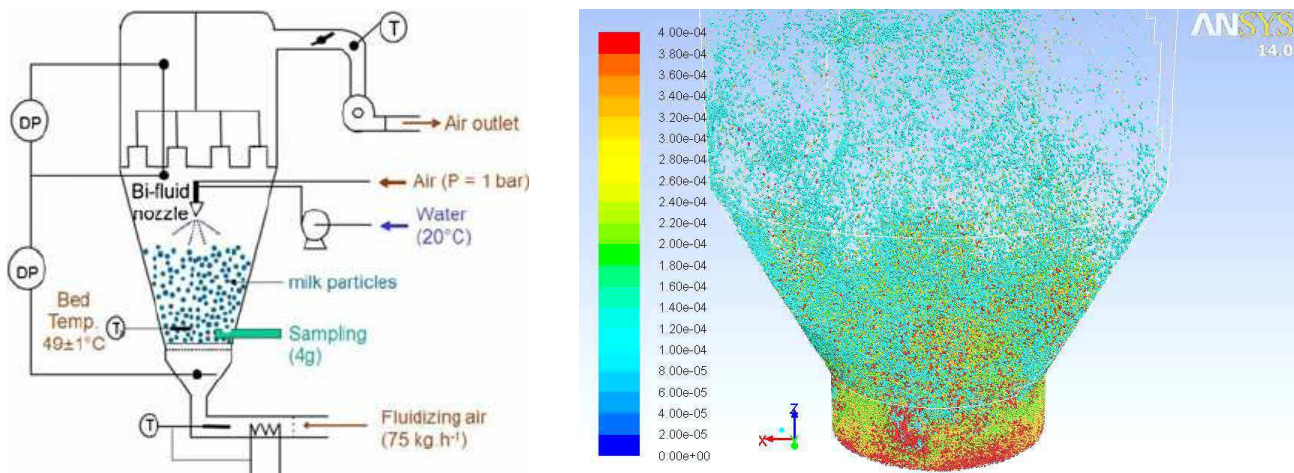 T
DP
Air outlet
Bi-fluid
nozzle
Air (P = 1 bar)
Water
(20°C)
DP
milk particles
Bed
Temp.
49±1°C
T
Sampling
(4g)
T
Fluidizing air
(75 kg.h-1)
4.00e-04
3.80e-04
3.60e-04
3.40e-04
3.20e-04
3.00e-04
2.80e-04
2.60e-04
2.40e-04
2.20e-04
2.00e-04
1.80e-04
1.60e-04
1.40e-04
1.20e-04
1.00e-04
8.00e-05
6.00e-05
4.00e-05
2.00e-05
0.00e+00
ANSYS
14.0
Z
X
Y